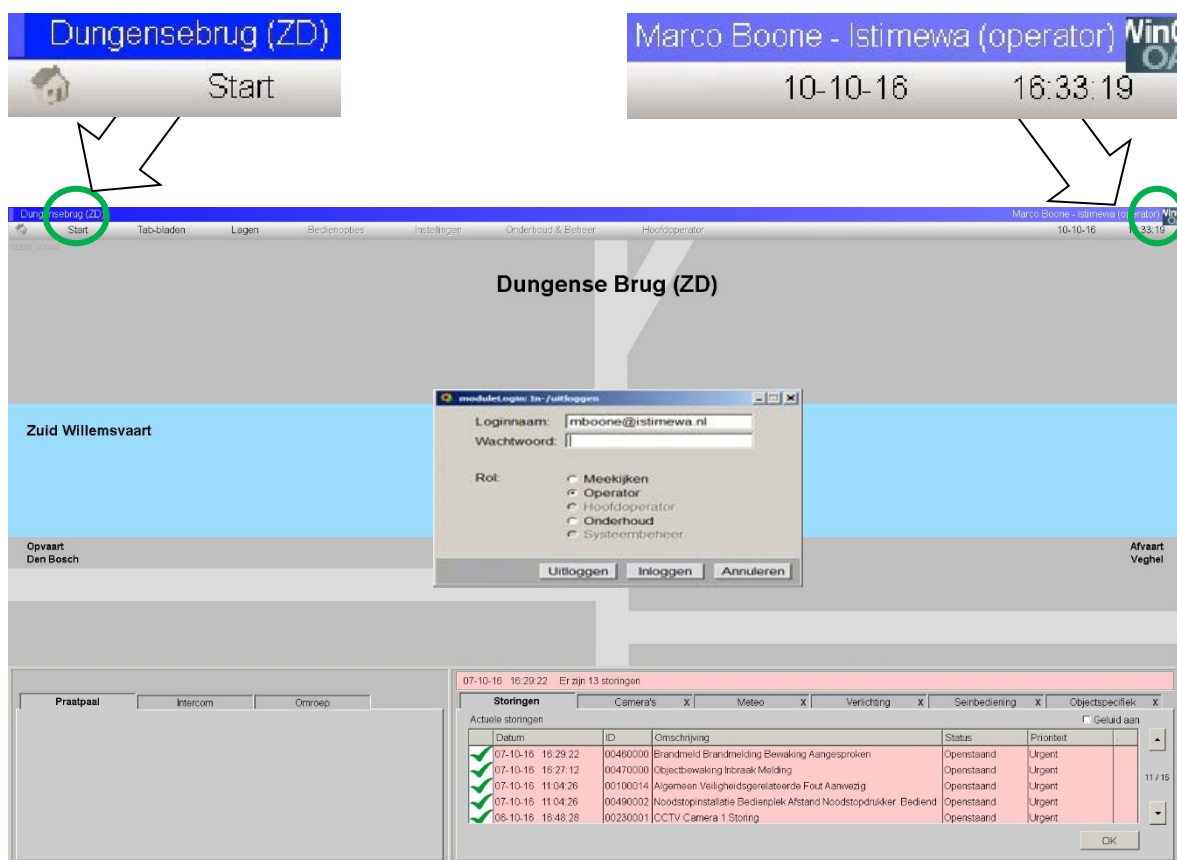 Dungensebrug (ZD)
Start
Marco Boone - Istimewa (operator)
10-10-16 16:33:19
Dungensebrug (ZD) Marco Boone - Istimewa (operator)
Start Tab-bladen Lagen Bedienopties Instellingen Onderhoud & Beheer Hoofdoperator 10-10-16 16:33:19
Dungense Brug (ZD)
moduleLogin: In-/uitloggen
Loginnaam: mboone@istimewa.nl
Wachtwoord:
Rol: Meekijken
Operator
Hoofdoperator
Onderhoud
Systeembeheer
Uitloggen Inloggen Annuleren
Zuid Willemsvaart
Opvaart
Den Bosch
Afvaart
Veghel
Praatpaal Intercom Omroep
07-10-16 16:29:22 Er zijn 13 storingen
Storingen Camera's X Meteo X Verlichting X Seinbediening X Objectspecifiek X
Actuele storingen Geluid aan
Datum ID Omschrijving Status Prioriteit
07-10-16 16:29:22 00460000 Brandmeld Brandmelding Bewaking Aangesproken Openstaand Urgent
07-10-16 16:27:12 00470000 Objectbewaking Inbraak Melding Openstaand Urgent
07-10-16 11:04:26 00100014 Algemeen Veiligheidsgerelateerde Fout Aanwezig Openstaand Urgent
07-10-16 11:04:26 00490002 Noodstopinstallatie Bedienplek Afstand Noodstopdrukker Bediend Openstaand Urgent
06-10-16 16:48:28 00230001 CCTV Camera 1 Storing Openstaand Urgent
11 / 15
OK